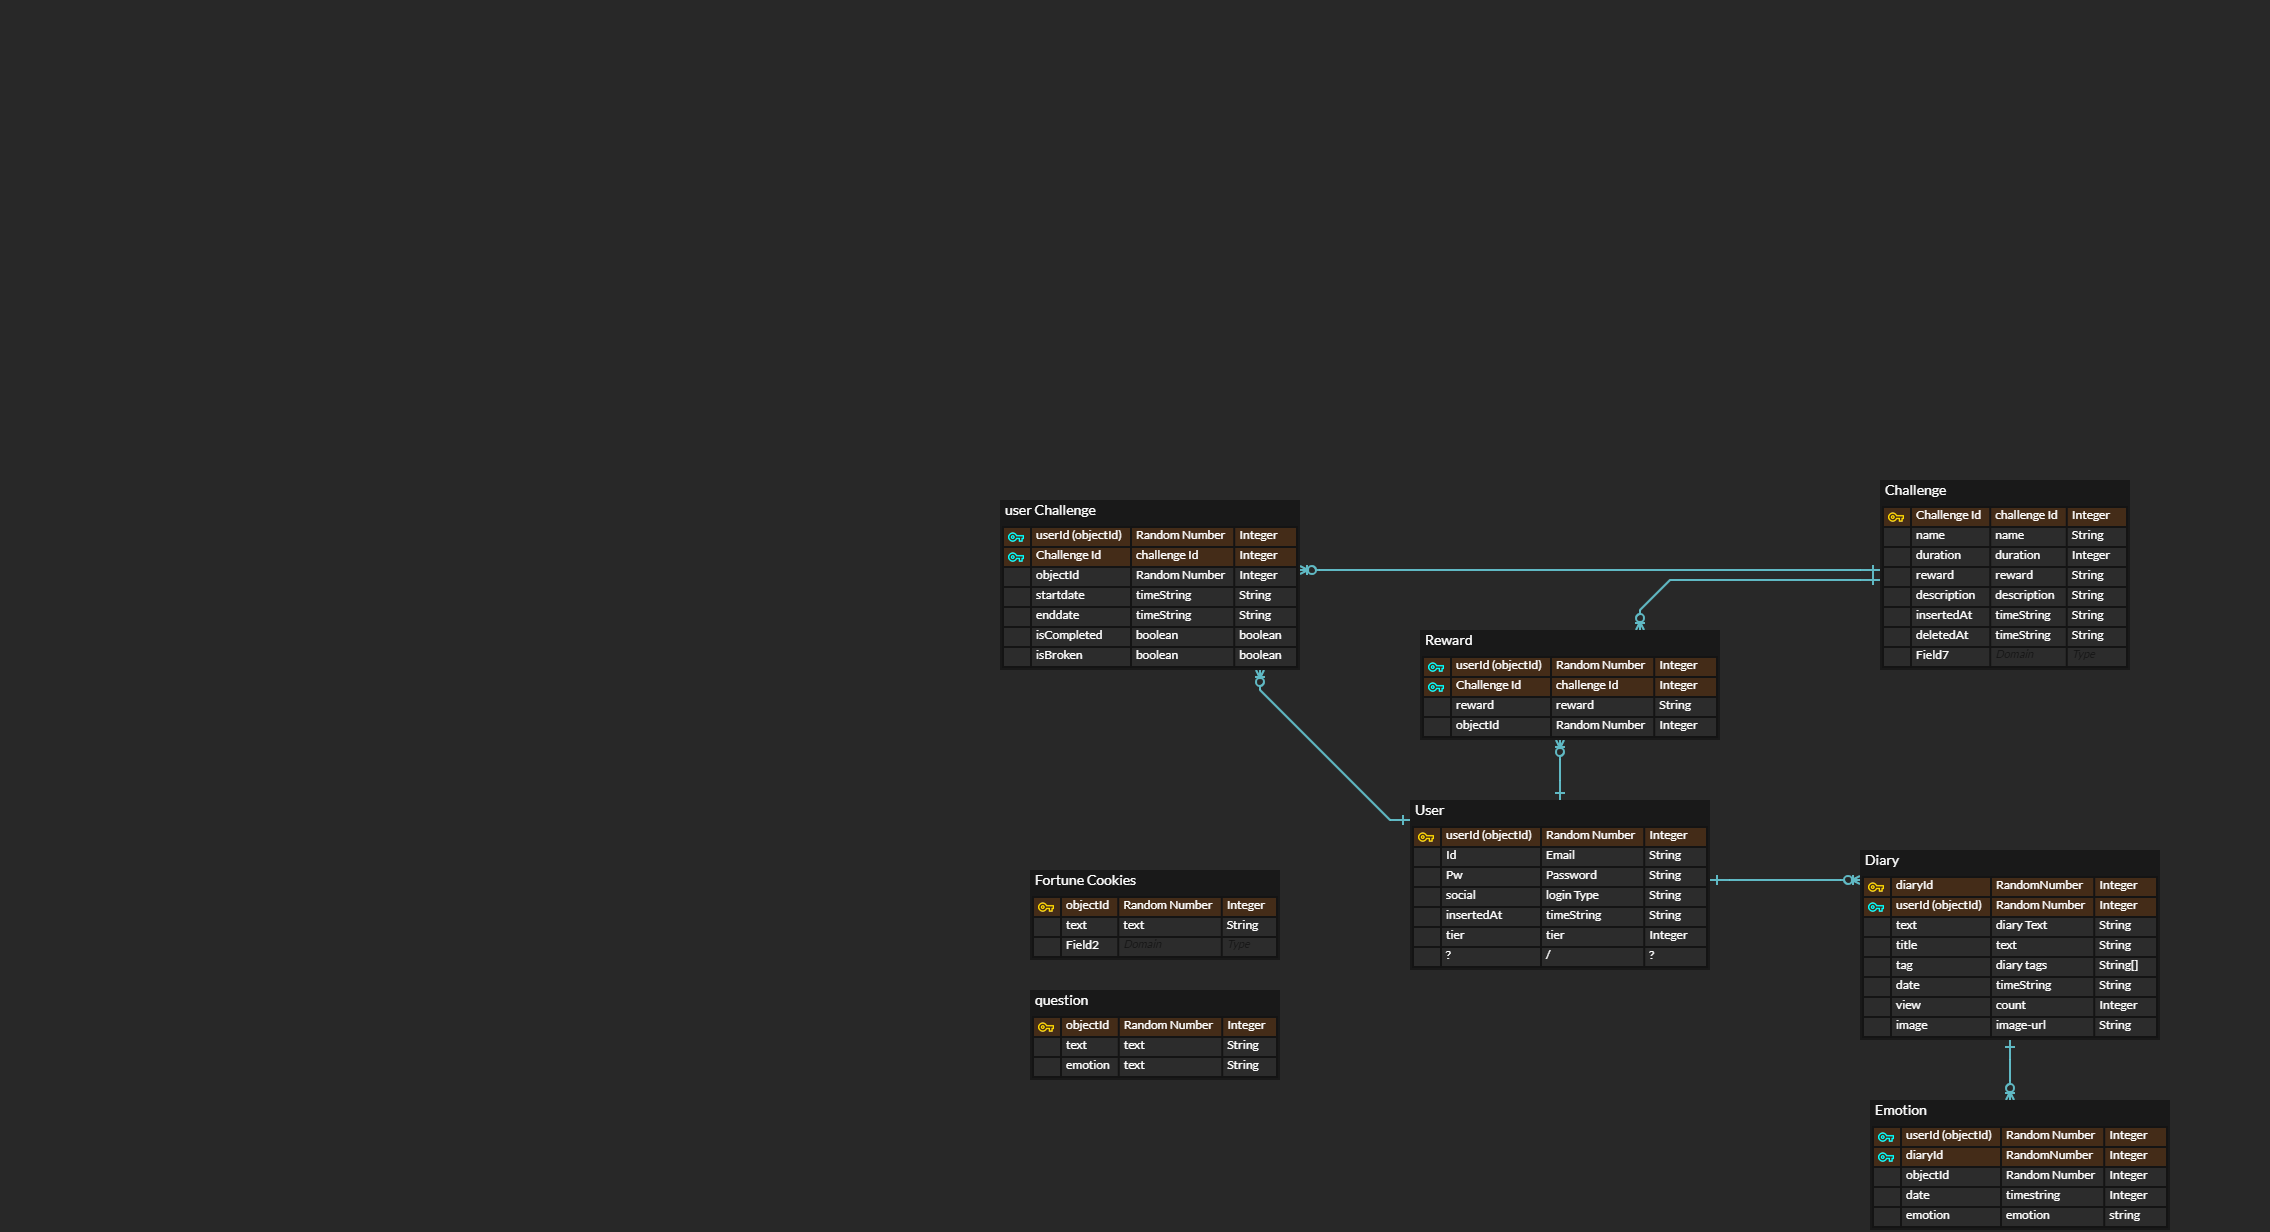 Challenge
Challenge Id challenge Id Integer
name name String
duration duration Integer
reward reward String
description description String
insertedAt timeString String
deletedAt timeString String
Field7 Domain Type
user Challenge
userId (objectId) Random Number Integer
Challenge Id challenge Id Integer
objectId Random Number Integer
startdate timeString String
enddate timeString String
isCompleted boolean boolean
isBroken boolean boolean
Reward
userId (objectId) Random Number Integer
Challenge Id challenge Id Integer
reward reward String
objectId Random Number Integer
User
userId (objectId) Random Number Integer
Id Email String
Pw Password String
social login Type String
insertedAt timeString String
tier tier Integer
? / ?
Diary
diaryId RandomNumber Integer
userId (objectId) Random Number Integer
text diary Text String
title text String
tag diary tags String[]
date timeString String
view count Integer
image image-url String
Fortune Cookies
objectId Random Number Integer
text text String
Field2 Domain Type
question
objectId Random Number Integer
text text String
emotion text String
Emotion
userId (objectId) Random Number Integer
diaryId RandomNumber Integer
objectId Random Number Integer
date timestring Integer
emotion emotion string